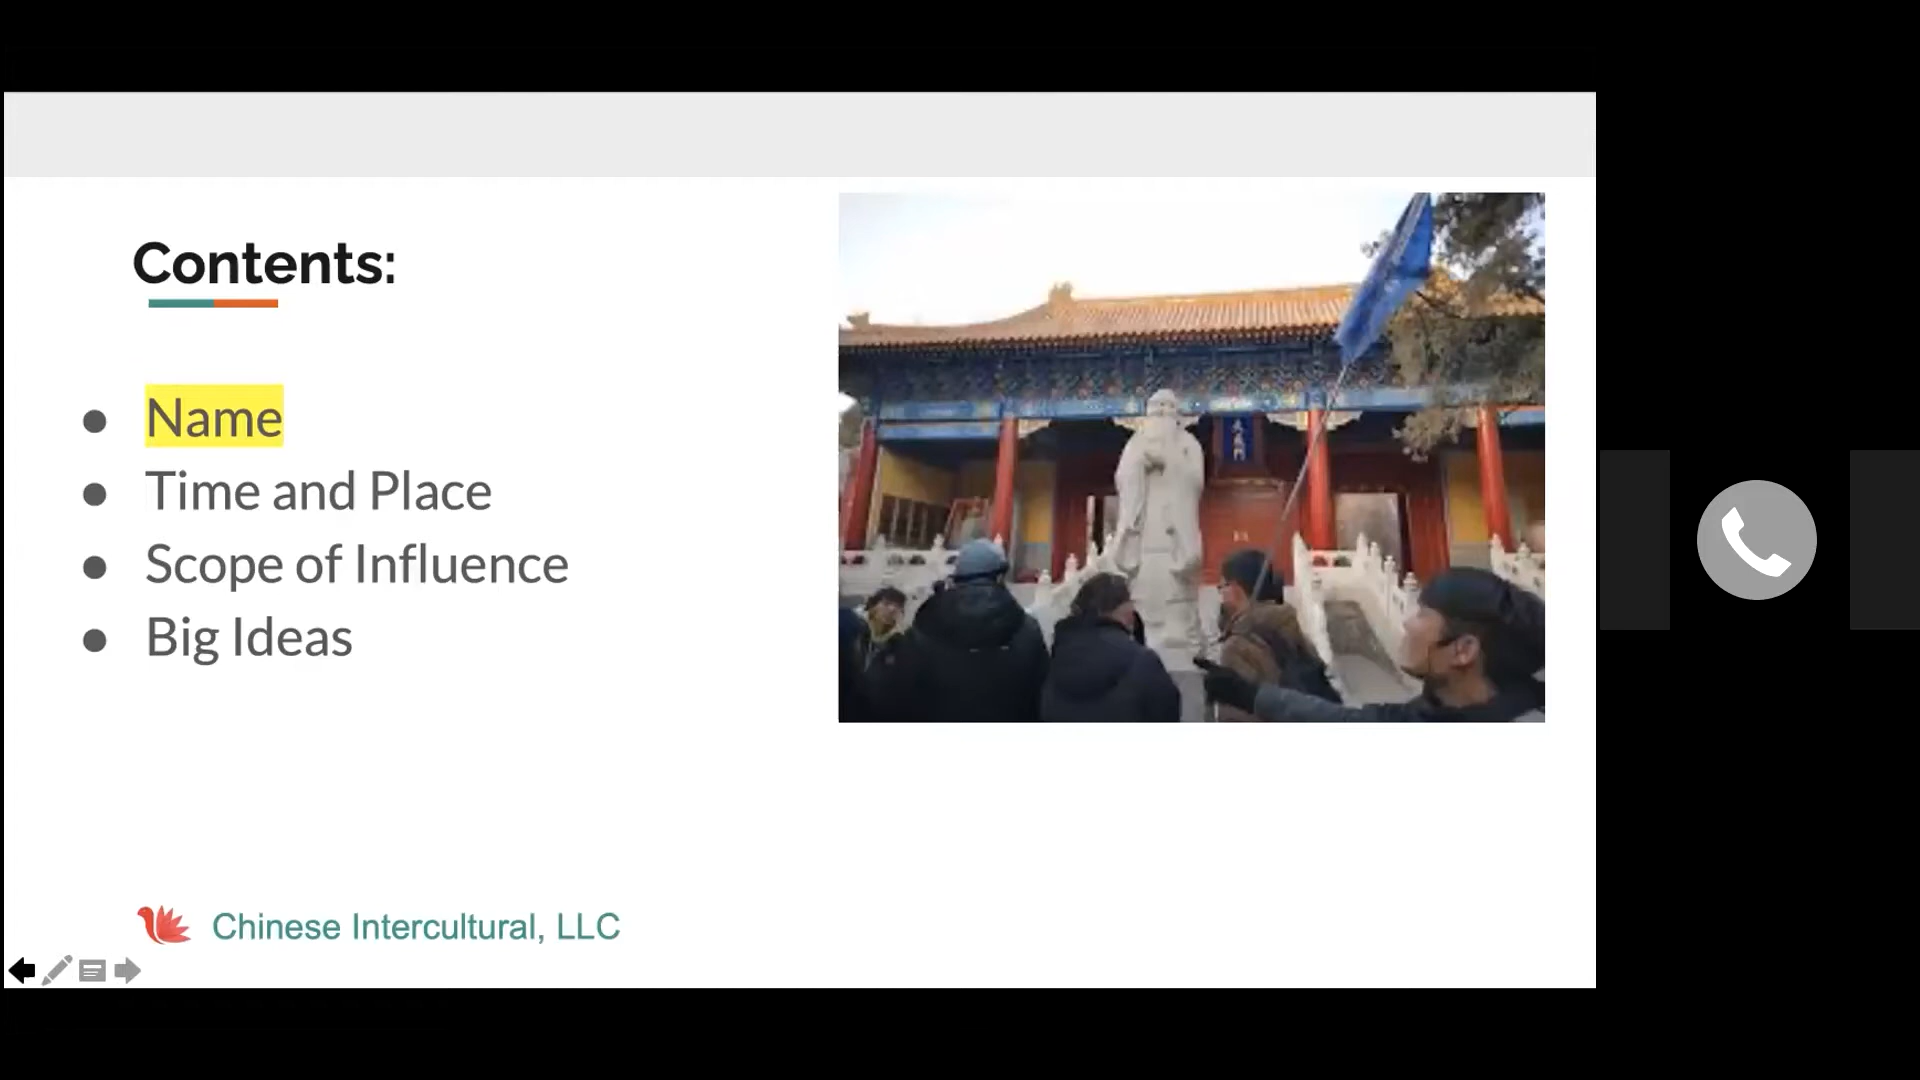 Contents:
Name
Time and Place
Scope of Influence
Big Ideas
Chinese Intercultural, LLC